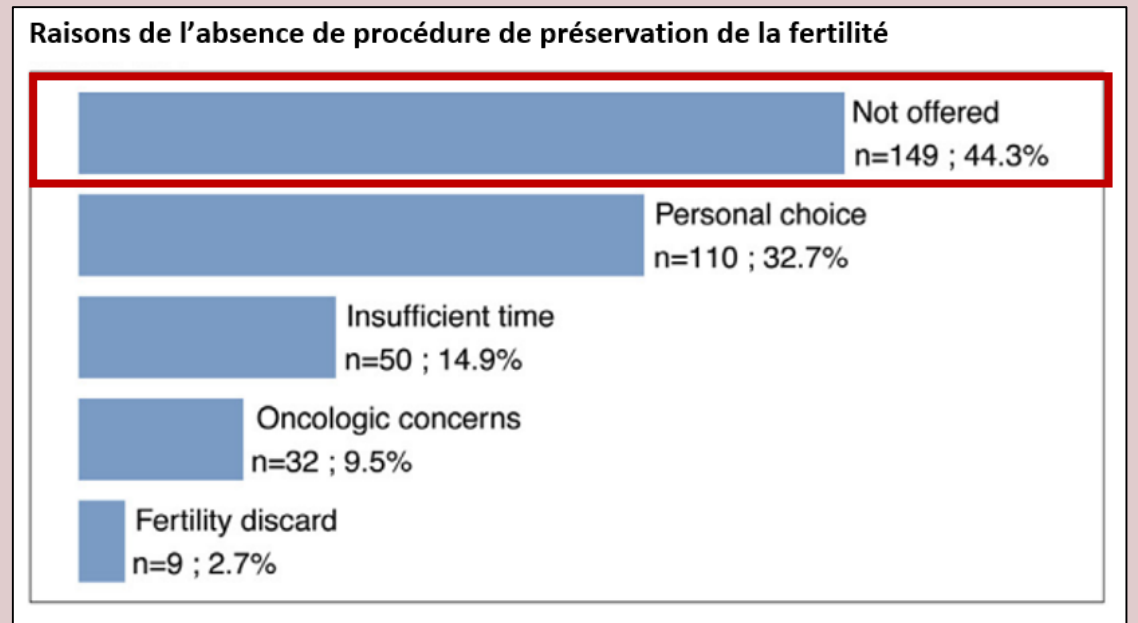 Raisons de l’absence de procédure de préservation de la fertilité
Not offered
n=149 ; 44.3%
Personal choice
n=110 ; 32.7%
Insufficient time
n=50 ; 14.9%
Oncologic concerns
n=32 ; 9.5%
Fertility discard
n=9 ; 2.7%